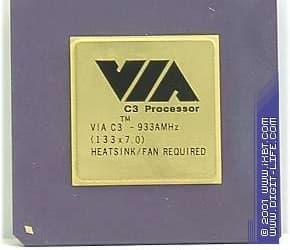 VIA
C3 Processor
TM
VIA C3 - 933AMHz
(133x7.0)
HEATSINK/FAN REQUIRED
© 2001 www.ixbt.com
www.digit-life.com